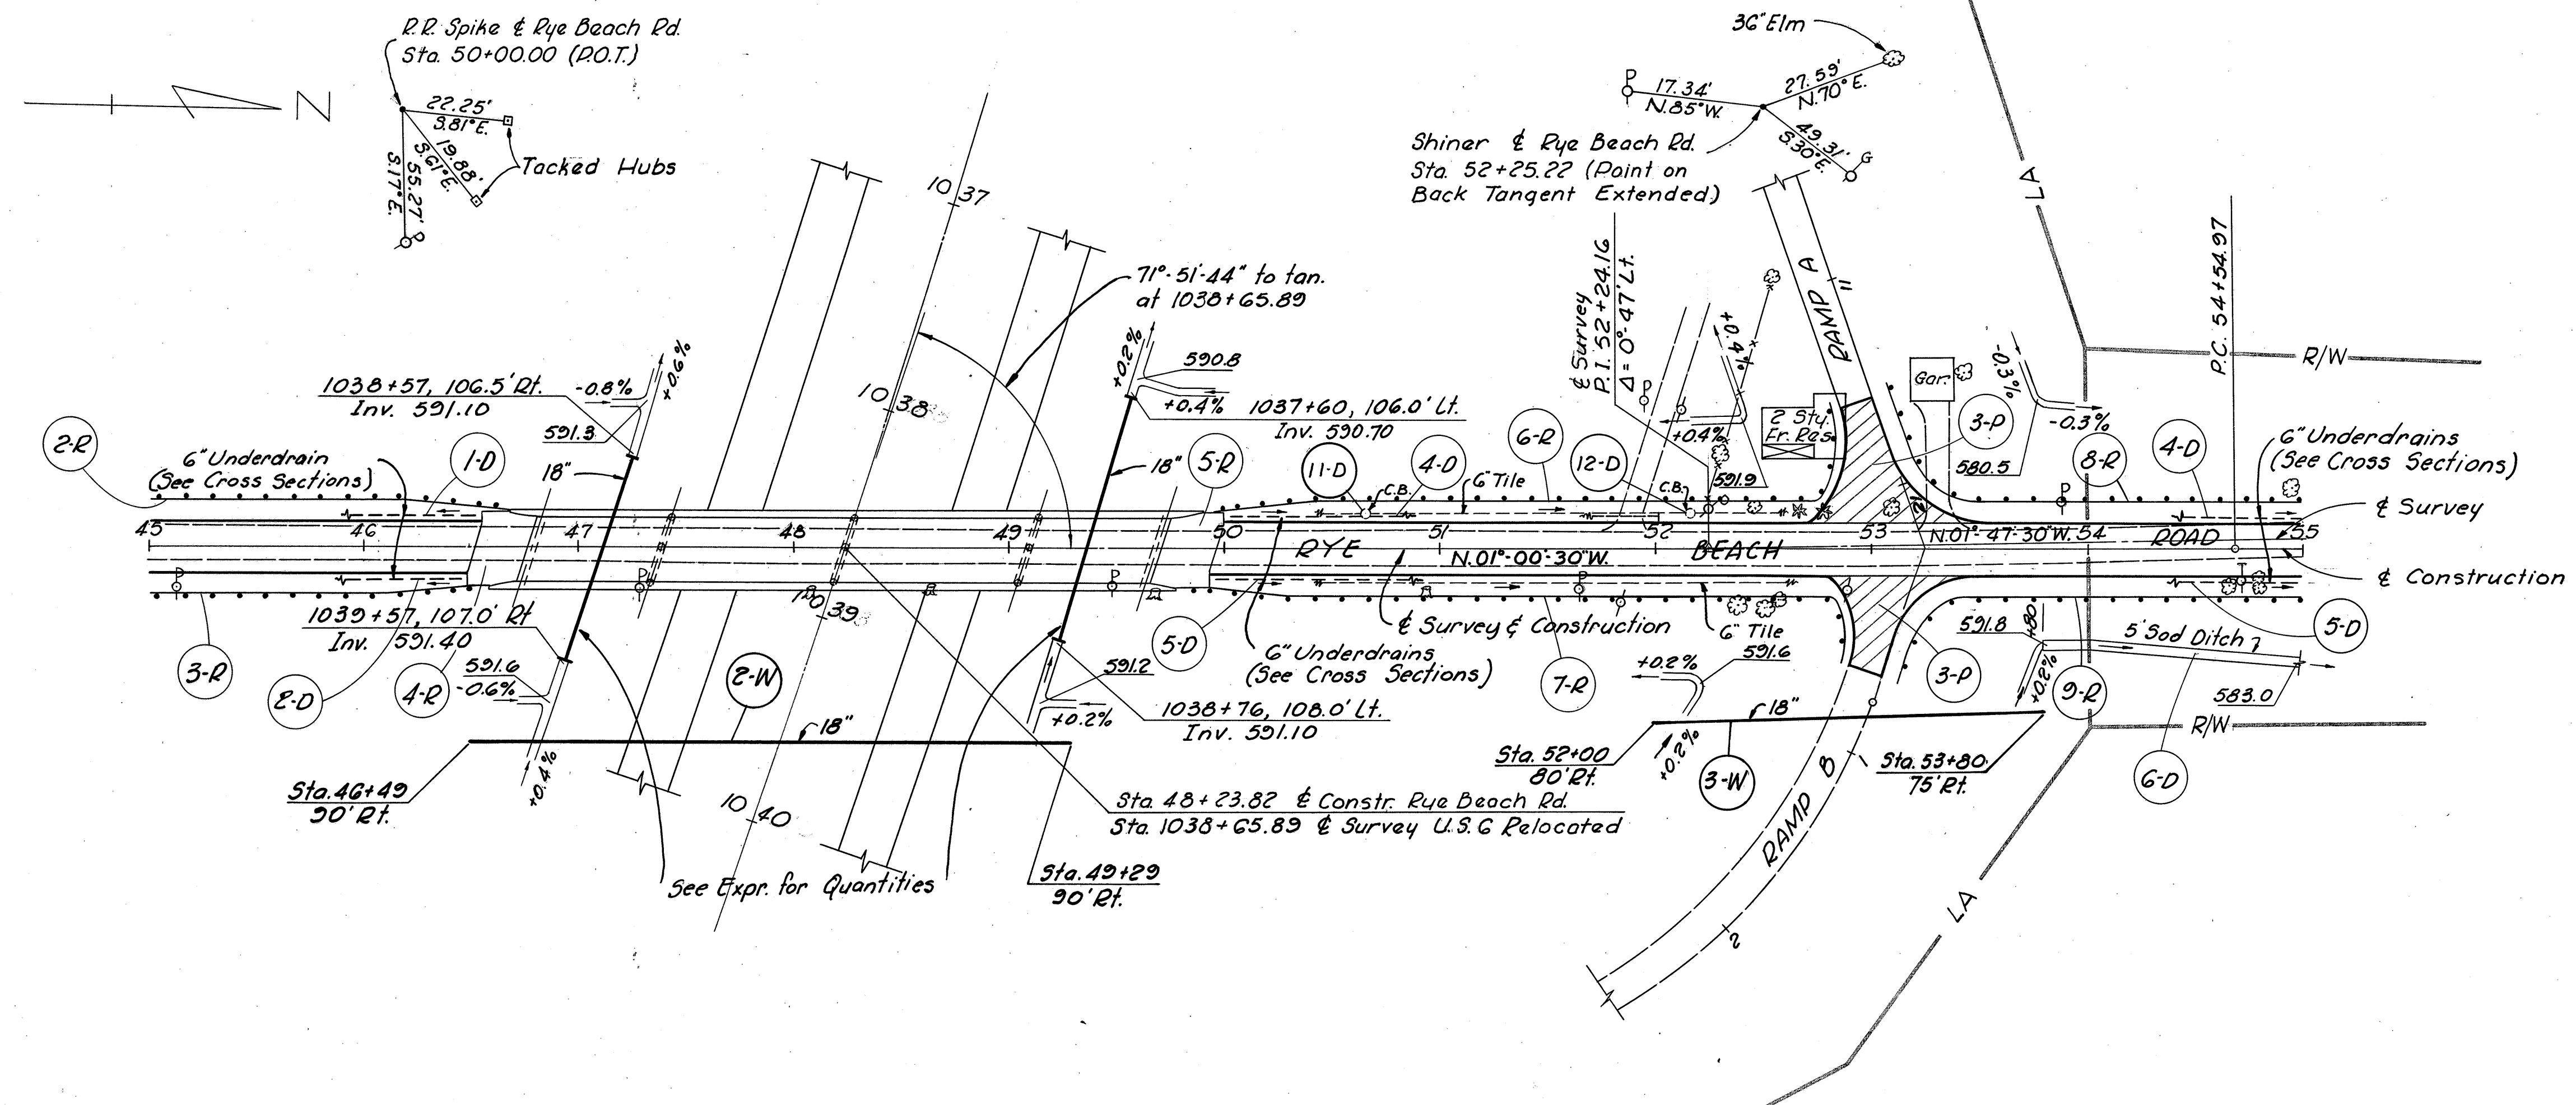 R.R. Spike ℄ Rye Beach Rd.
Sta. 50+00.00 (P.O.T.)
N
22.25'
S.81°E.
19.88'
S.61°E.
55.27'
S.17°E.
P
Tacked Hubs
36" Elm
P
17.34'
N.85°W.
27.59'
N.70°E.
49.31'
S.30°E.
G
Shiner ℄ Rye Beach Rd.
Sta. 52+25.22 (Point on
Back Tangent Extended)
LA
10 37
71°-51'-44" to tan.
at 1038+65.89
℄ Survey
P.I. 52+24.16
Δ= 0°-47' Lt.
+0.4%
RAMP A
11
P.C. 54+54.97
R/W
1038+57, 106.5' Rt.
Inv. 591.10
-0.8%
+0.6%
591.3
18"
10 38
+0.2%
590.8
+0.4%
1037+60, 106.0' Lt.
Inv. 590.70
18"
P
+0.4%
2 Sty.
Fr. Res.
Gar.
3-P
-0.3%
-0.3%
580.5
2-R
6" Underdrain
(See Cross Sections)
1-D
5-R
11-D
4-D
6-R
12-D
C.B.
6" Tile
C.B.
591.9
P
8-R
4-D
6" Underdrains
(See Cross Sections)
℄ Survey
45
46
47
48
49
50
51
52
53
54
55
RYE
BEACH
ROAD
N.01°-00'-30"W.
N.01°-47'-30"W.
℄ Construction
P
P
P
P
T
10 39
1039+57, 107.0' Rt
Inv. 591.40
3-R
2-D
4-R
591.6
-0.6%
+0.4%
2-W
18"
591.2
+0.2%
1038+76, 108.0' Lt.
Inv. 591.10
5-D
6" Underdrains
(See Cross Sections)
℄ Survey & Construction
6" Tile
7-R
+0.2%
591.6
3-P
591.8
+80
+0.2%
5' Sod Ditch
5-D
9-R
583.0
R/W
6-D
Sta. 46+49
90' Rt.
10 40
Sta. 48+23.82 ℄ Constr. Rye Beach Rd.
Sta. 1038+65.89 ℄ Survey U.S. 6 Relocated
See Expr. for Quantities
Sta. 49+29
90' Rt.
Sta. 52+00
80' Rt.
+0.2%
18"
3-W
Sta. 53+80
75' Rt.
RAMP B
2
LA